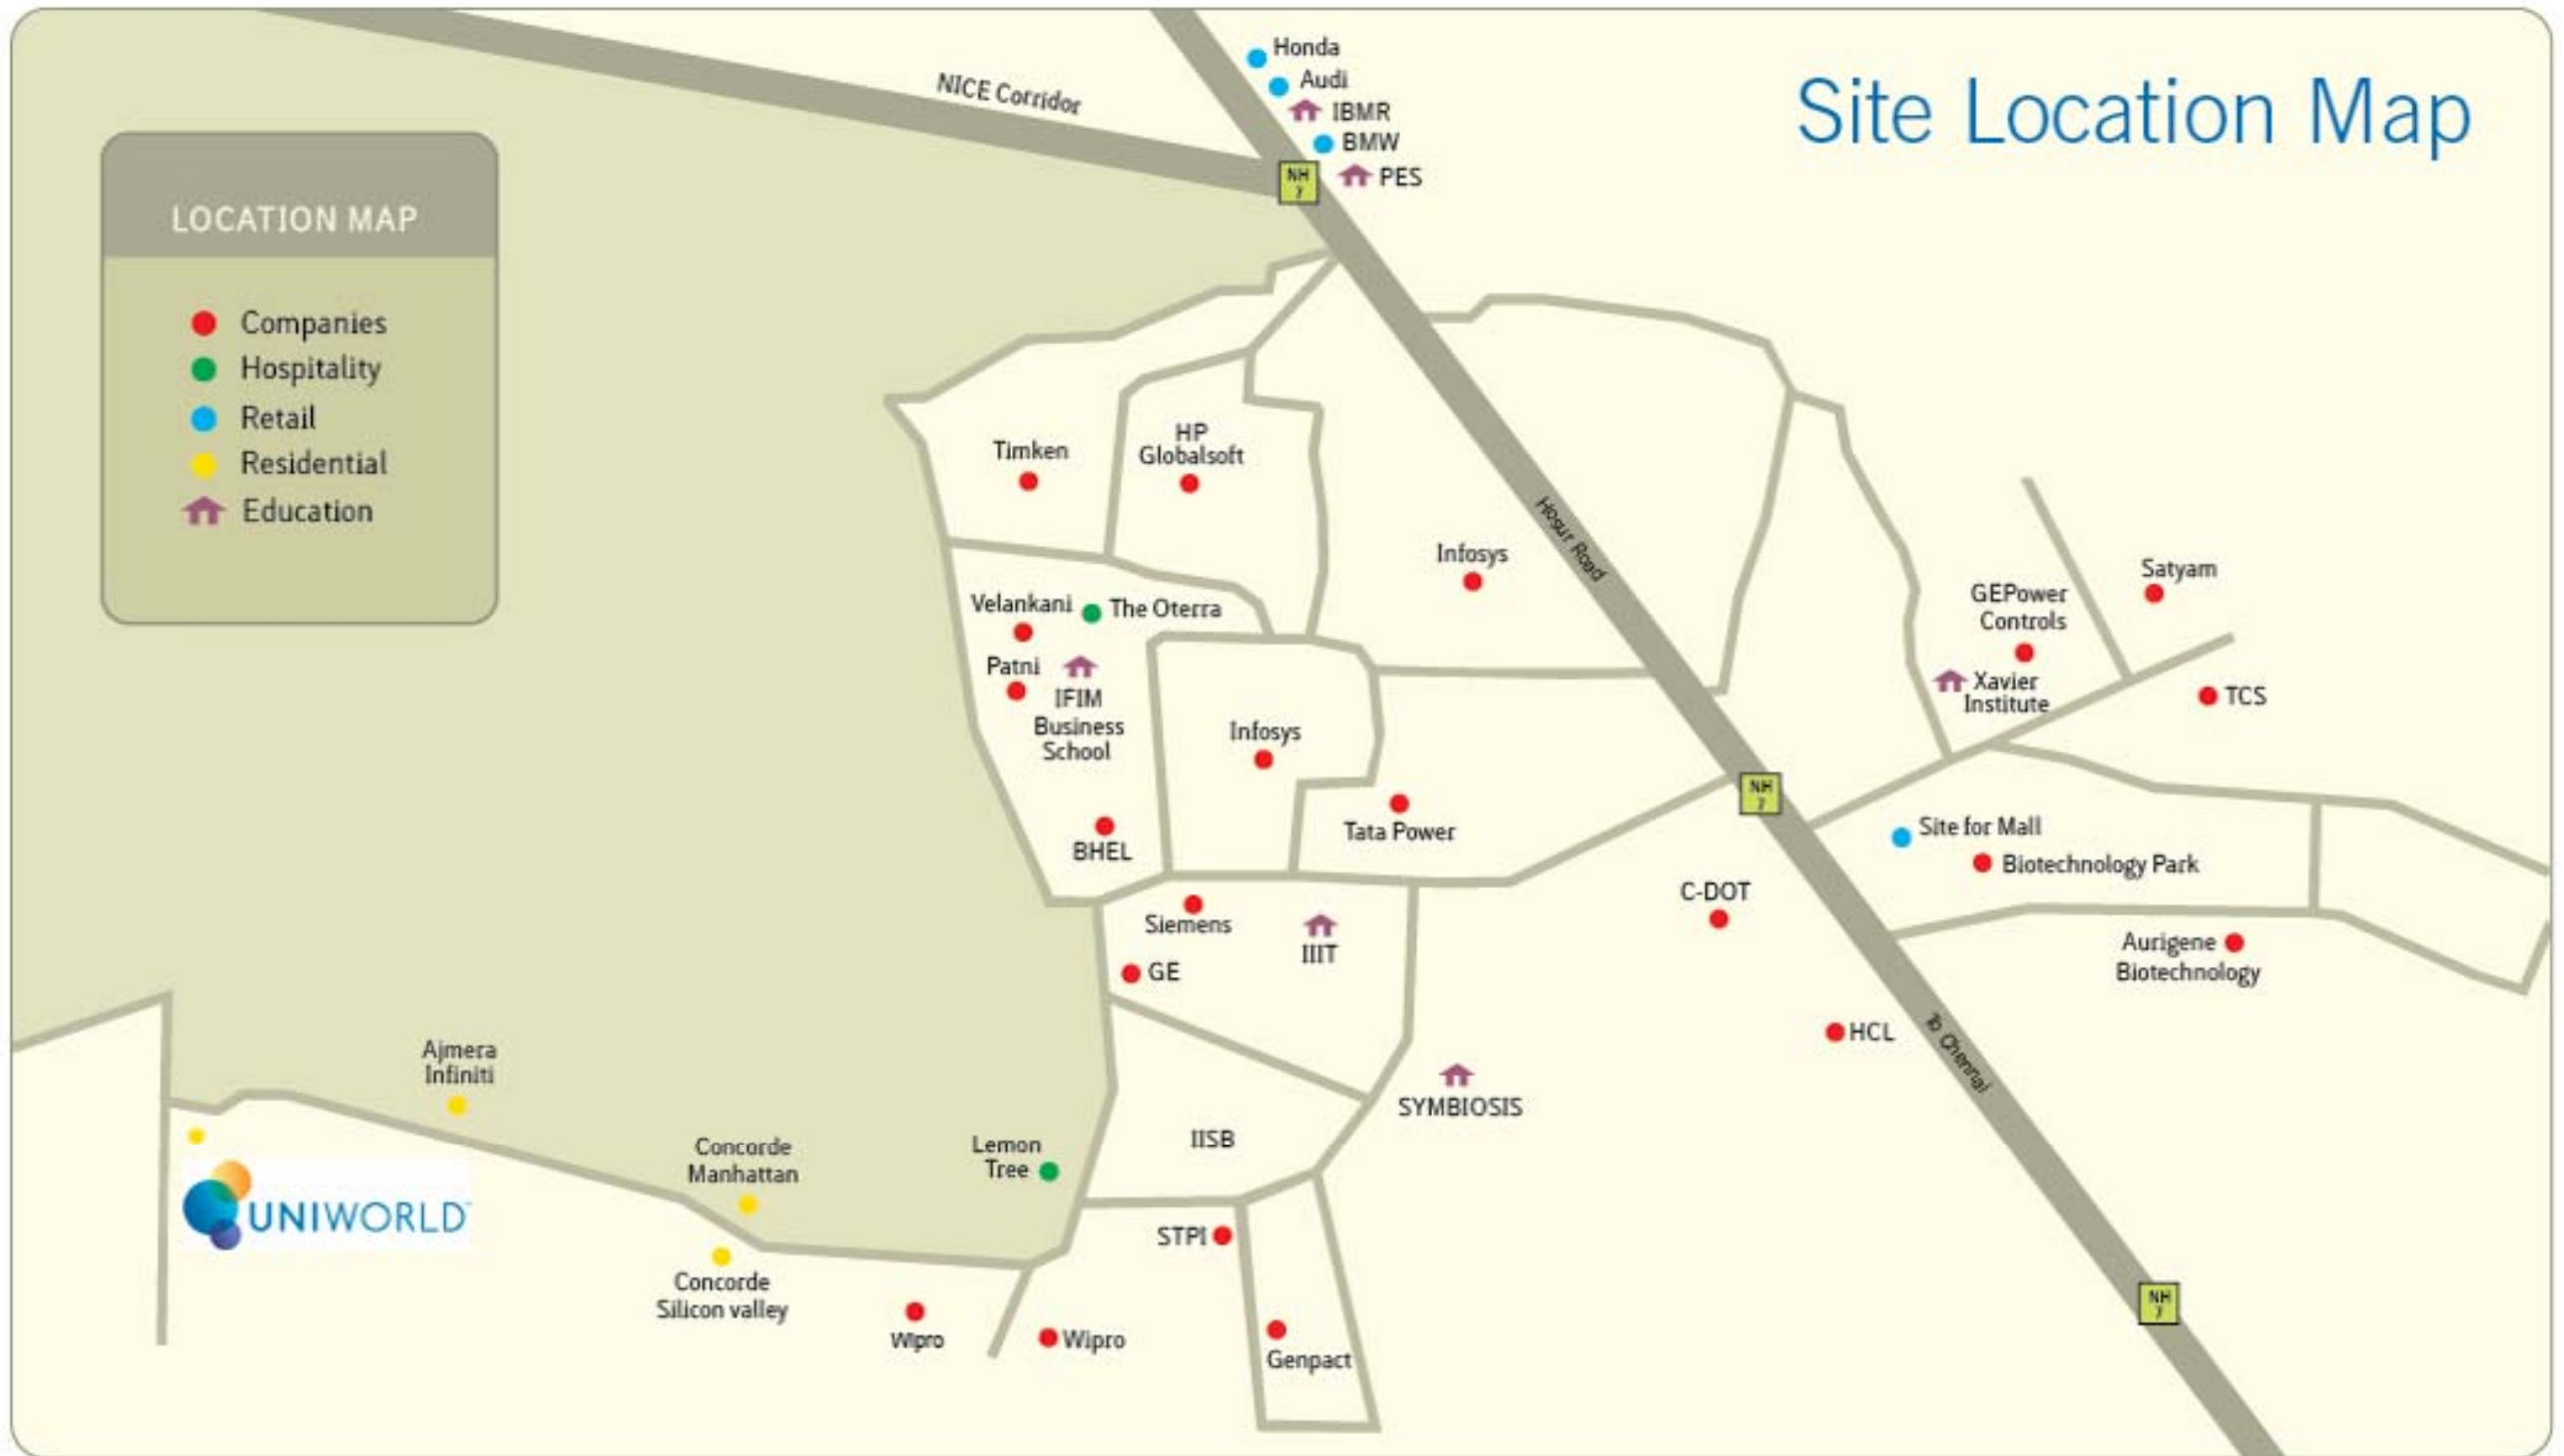 Site Location Map
NICE Corridor
Honda
Audi
IBMR
BMW
PES
NH
7
LOCATION MAP
Companies
Hospitality
Retail
Residential
Education
Timken
HP
Globalsoft
Infosys
Hosur Road
Velankani
The Oterra
Patni
IFIM
Business
School
Infosys
BHEL
Tata Power
NH
7
Satyam
GEPower
Controls
Xavier
Institute
TCS
Site for Mall
Biotechnology Park
C-DOT
Siemens
IIIT
GE
Aurigene
Biotechnology
HCL
To Chennai
SYMBIOSIS
Ajmera
Infiniti
IISB
Concorde
Manhattan
Lemon
Tree
UNIWORLD
STPI
Concorde
Silicon valley
Wipro
Wipro
Genpact
NH
7